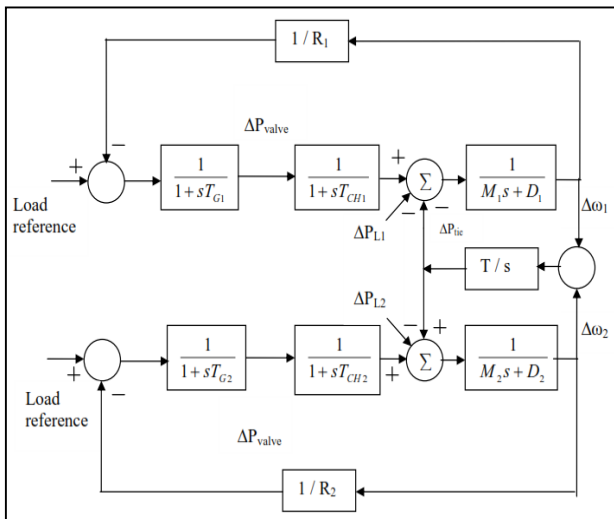 1 / R₁
−
ΔP_valve
+
1
1 + sT_G1
1
1 + sT_CH1
+
Σ
−
−
1
M₁s + D₁
Load
reference
ΔP_L1
ΔP_tie
Δω₁
T / s
ΔP_L2
−
+
Δω₂
1
1 + sT_G2
1
1 + sT_CH2
+
Σ
1
M₂s + D₂
+
Load
reference
−
ΔP_valve
1 / R₂